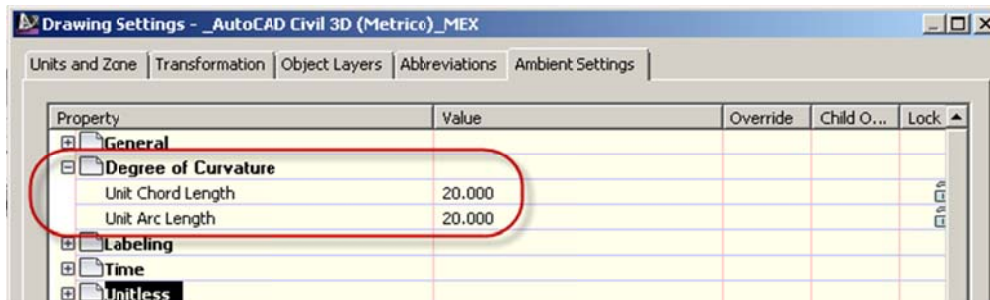 Drawing Settings - _AutoCAD Civil 3D (Metrico)_MEX
Units and Zone Transformation Object Layers Abbreviations Ambient Settings
Property Value Override Child O... Lock
General
Degree of Curvature
Unit Chord Length 20.000
Unit Arc Length 20.000
Labeling
Time
Unitless